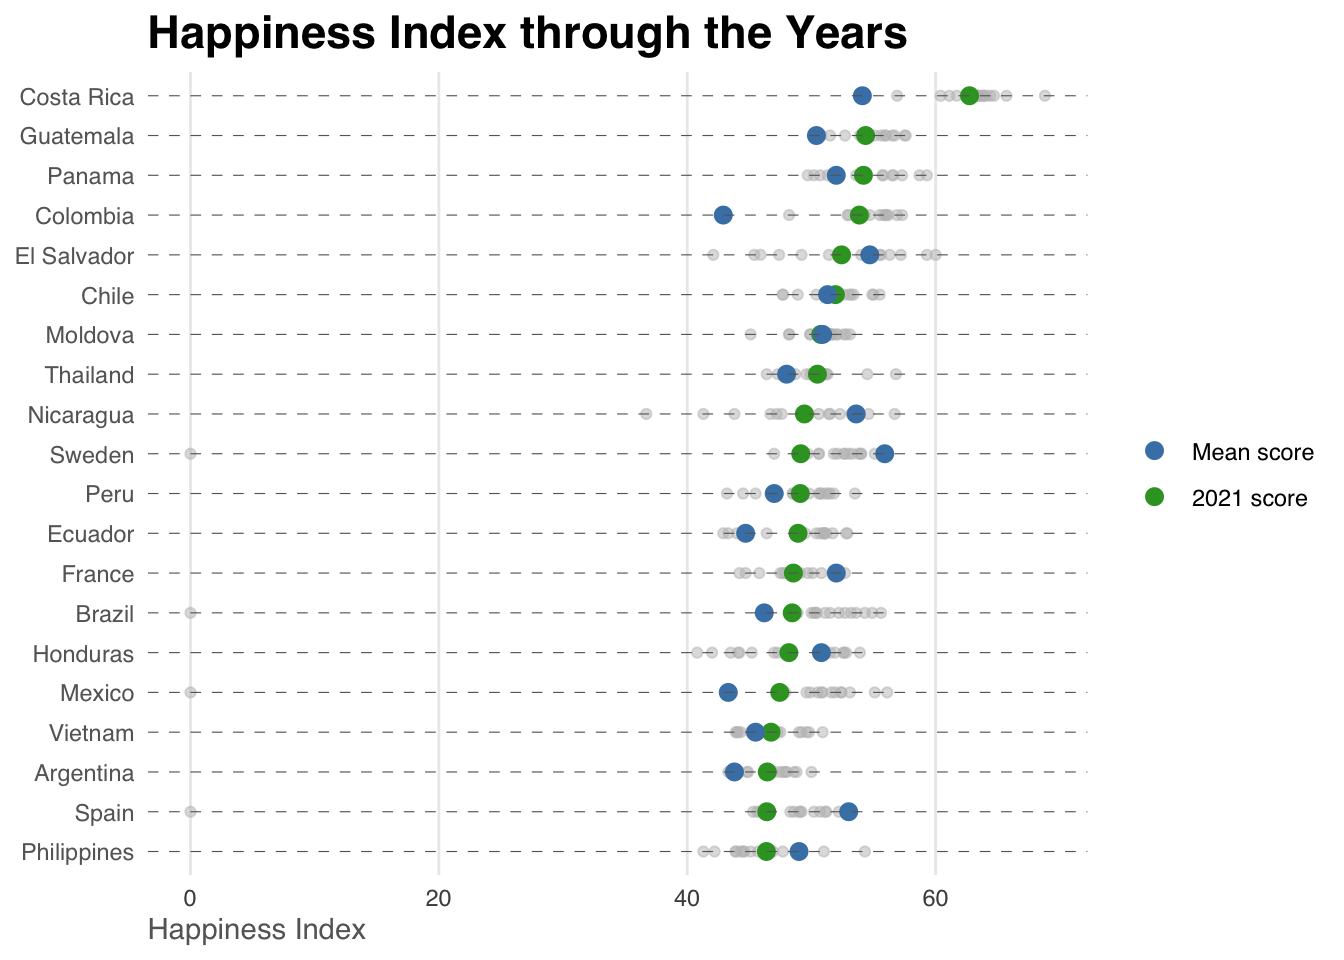 Happiness Index through the Years
Costa Rica
Guatemala
Panama
Colombia
El Salvador
Chile
Moldova
Thailand
Nicaragua
Sweden
Peru
Ecuador
France
Brazil
Honduras
Mexico
Vietnam
Argentina
Spain
Philippines
0 20 40 60
Happiness Index
Mean score
2021 score